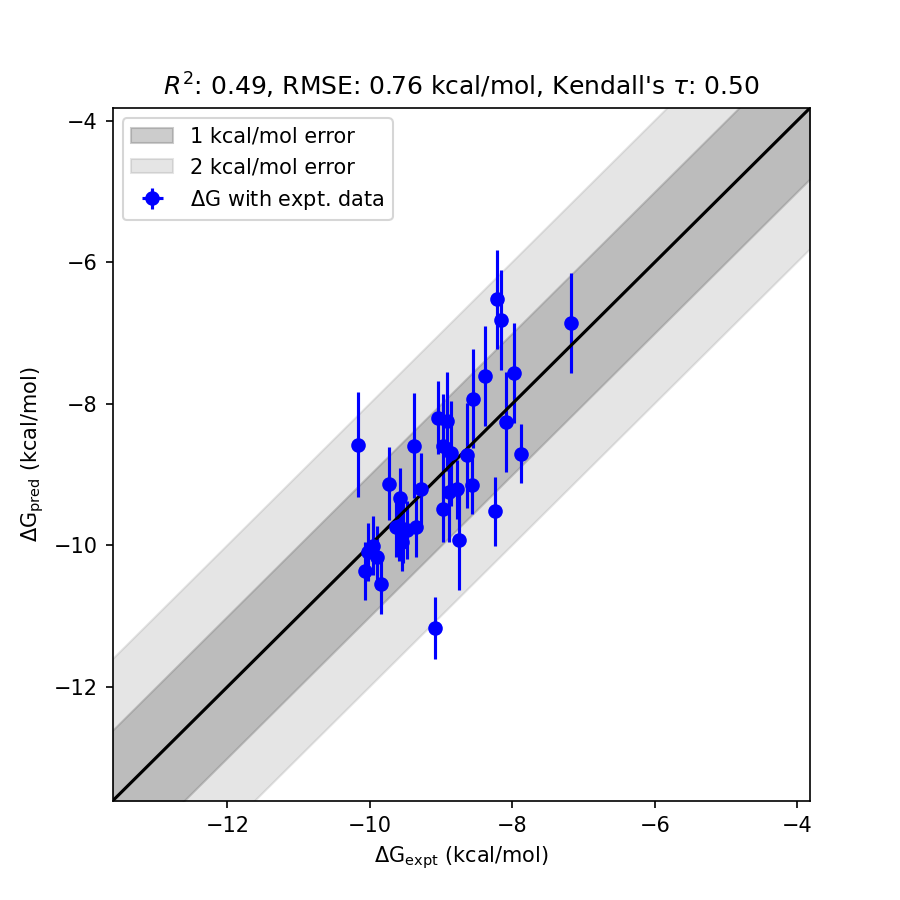 R²: 0.49, RMSE: 0.76 kcal/mol, Kendall's τ: 0.50
1 kcal/mol error
2 kcal/mol error
ΔG with expt. data
−4
−6
−8
−10
−12
ΔGpred (kcal/mol)
−12 −10 −8 −6 −4
ΔGexpt (kcal/mol)